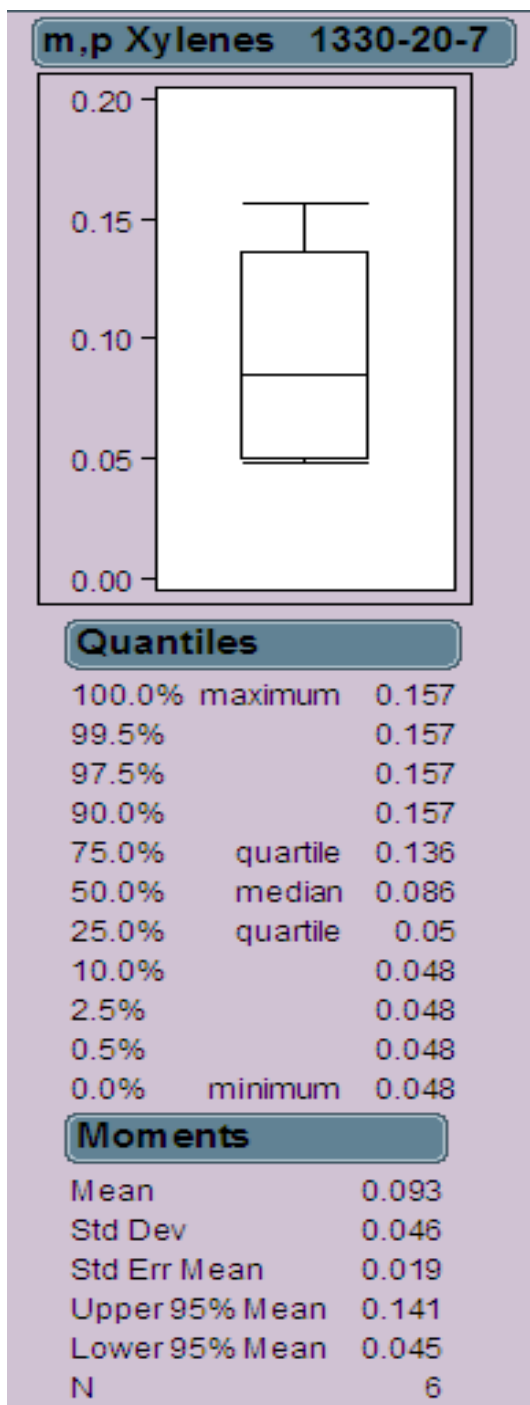 m,p Xylenes 1330-20-7
0.20
0.15
0.10
0.05
0.00
Quantiles
100.0% maximum 0.157
99.5% 0.157
97.5% 0.157
90.0% 0.157
75.0% quartile 0.136
50.0% median 0.086
25.0% quartile 0.05
10.0% 0.048
2.5% 0.048
0.5% 0.048
0.0% minimum 0.048
Moments
Mean 0.093
Std Dev 0.046
Std Err Mean 0.019
Upper 95% Mean 0.141
Lower 95% Mean 0.045
N 6